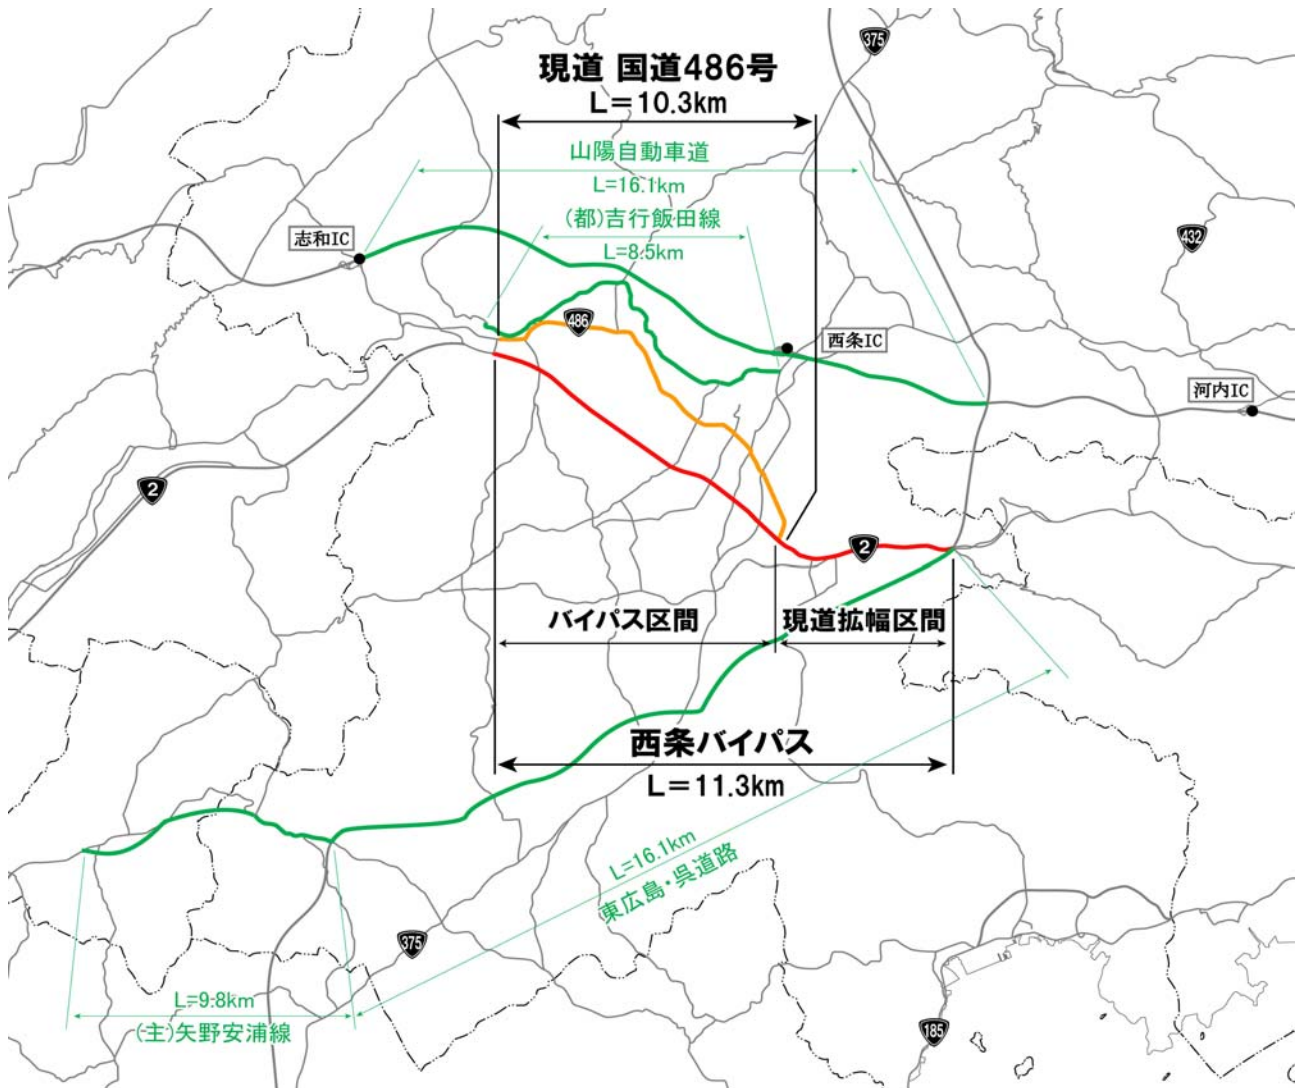 375
現道 国道486号
L=10.3km
山陽自動車道
L=16.1km
(都)吉行飯田線
L=8.5km
志和IC
432
486
西条IC
河内IC
2
2
バイパス区間
現道拡幅区間
西条バイパス
L=11.3km
L=16.1km
東広島・呉道路
375
L=9.8km
(主)矢野安浦線
185